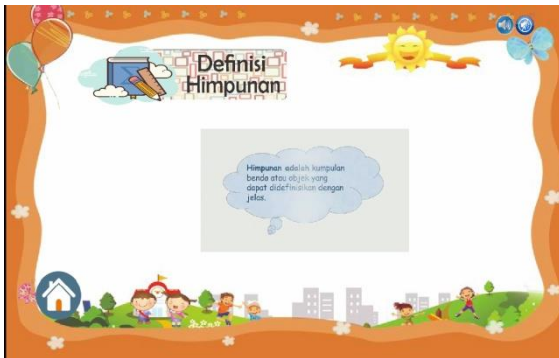 Definisi
Himpunan
Himpunan adalah kumpulan
benda atau objek yang
dapat didefinisikan dengan
jelas.